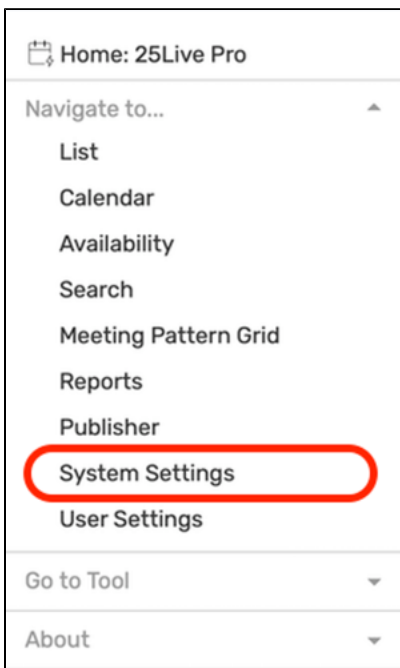 Home: 25Live Pro
Navigate to...
List
Calendar
Availability
Search
Meeting Pattern Grid
Reports
Publisher
System Settings
User Settings
Go to Tool
About